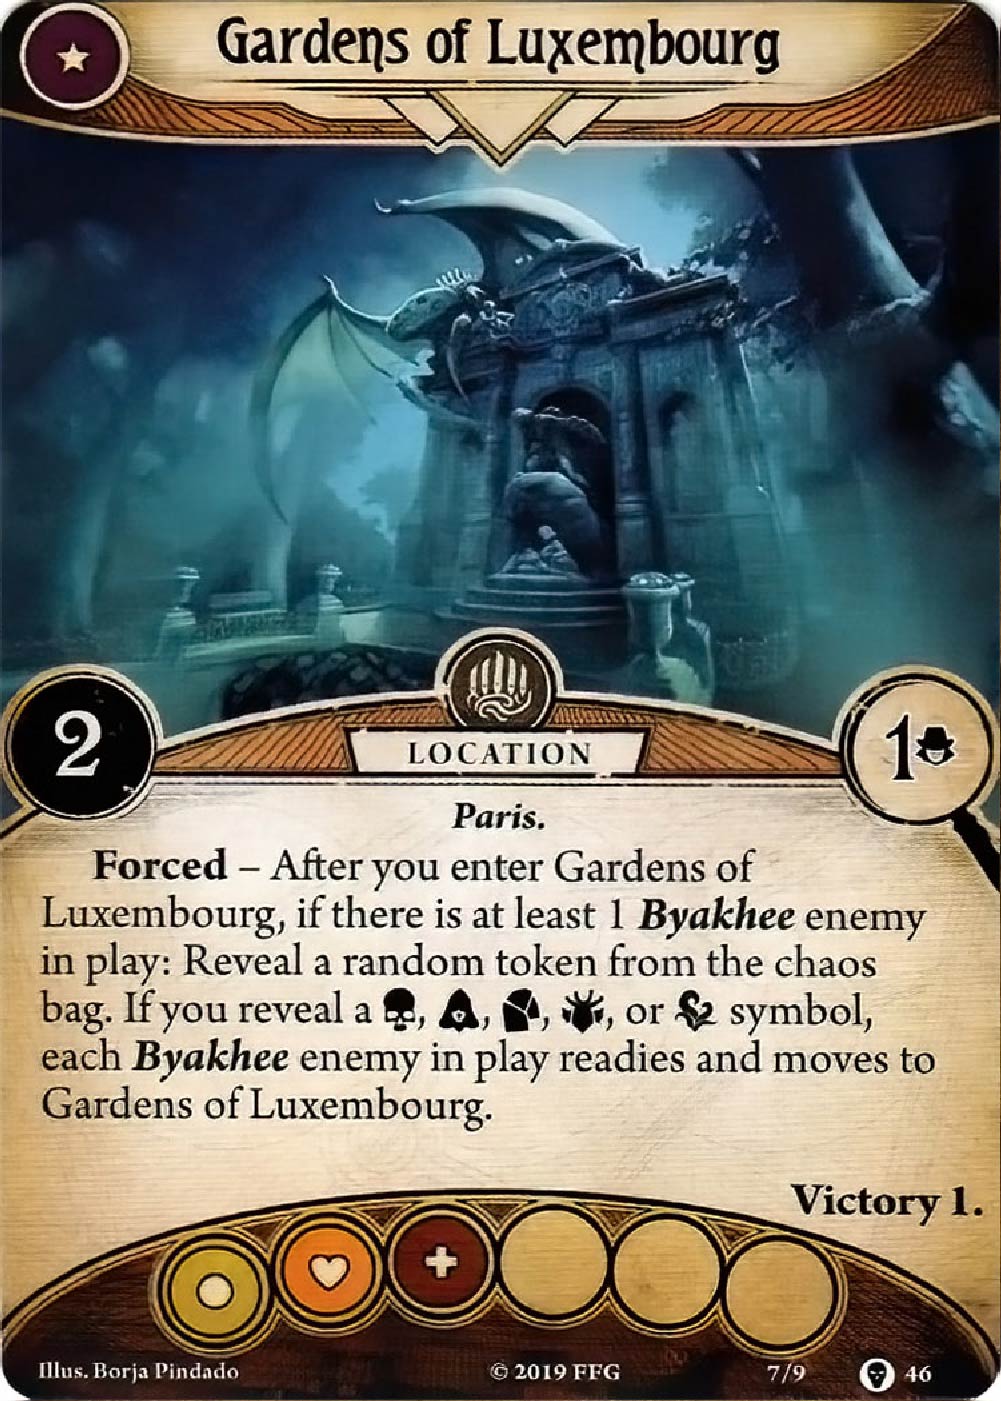 Gardens of Luxembourg
2
LOCATION
1
Paris.
Forced – After you enter Gardens of
Luxembourg, if there is at least 1 Byakhee enemy
in play: Reveal a random token from the chaos
bag. If you reveal a , , , , or symbol,
each Byakhee enemy in play readies and moves to
Gardens of Luxembourg.
Victory 1.
Illus. Borja Pindado © 2019 FFG 7/9 46